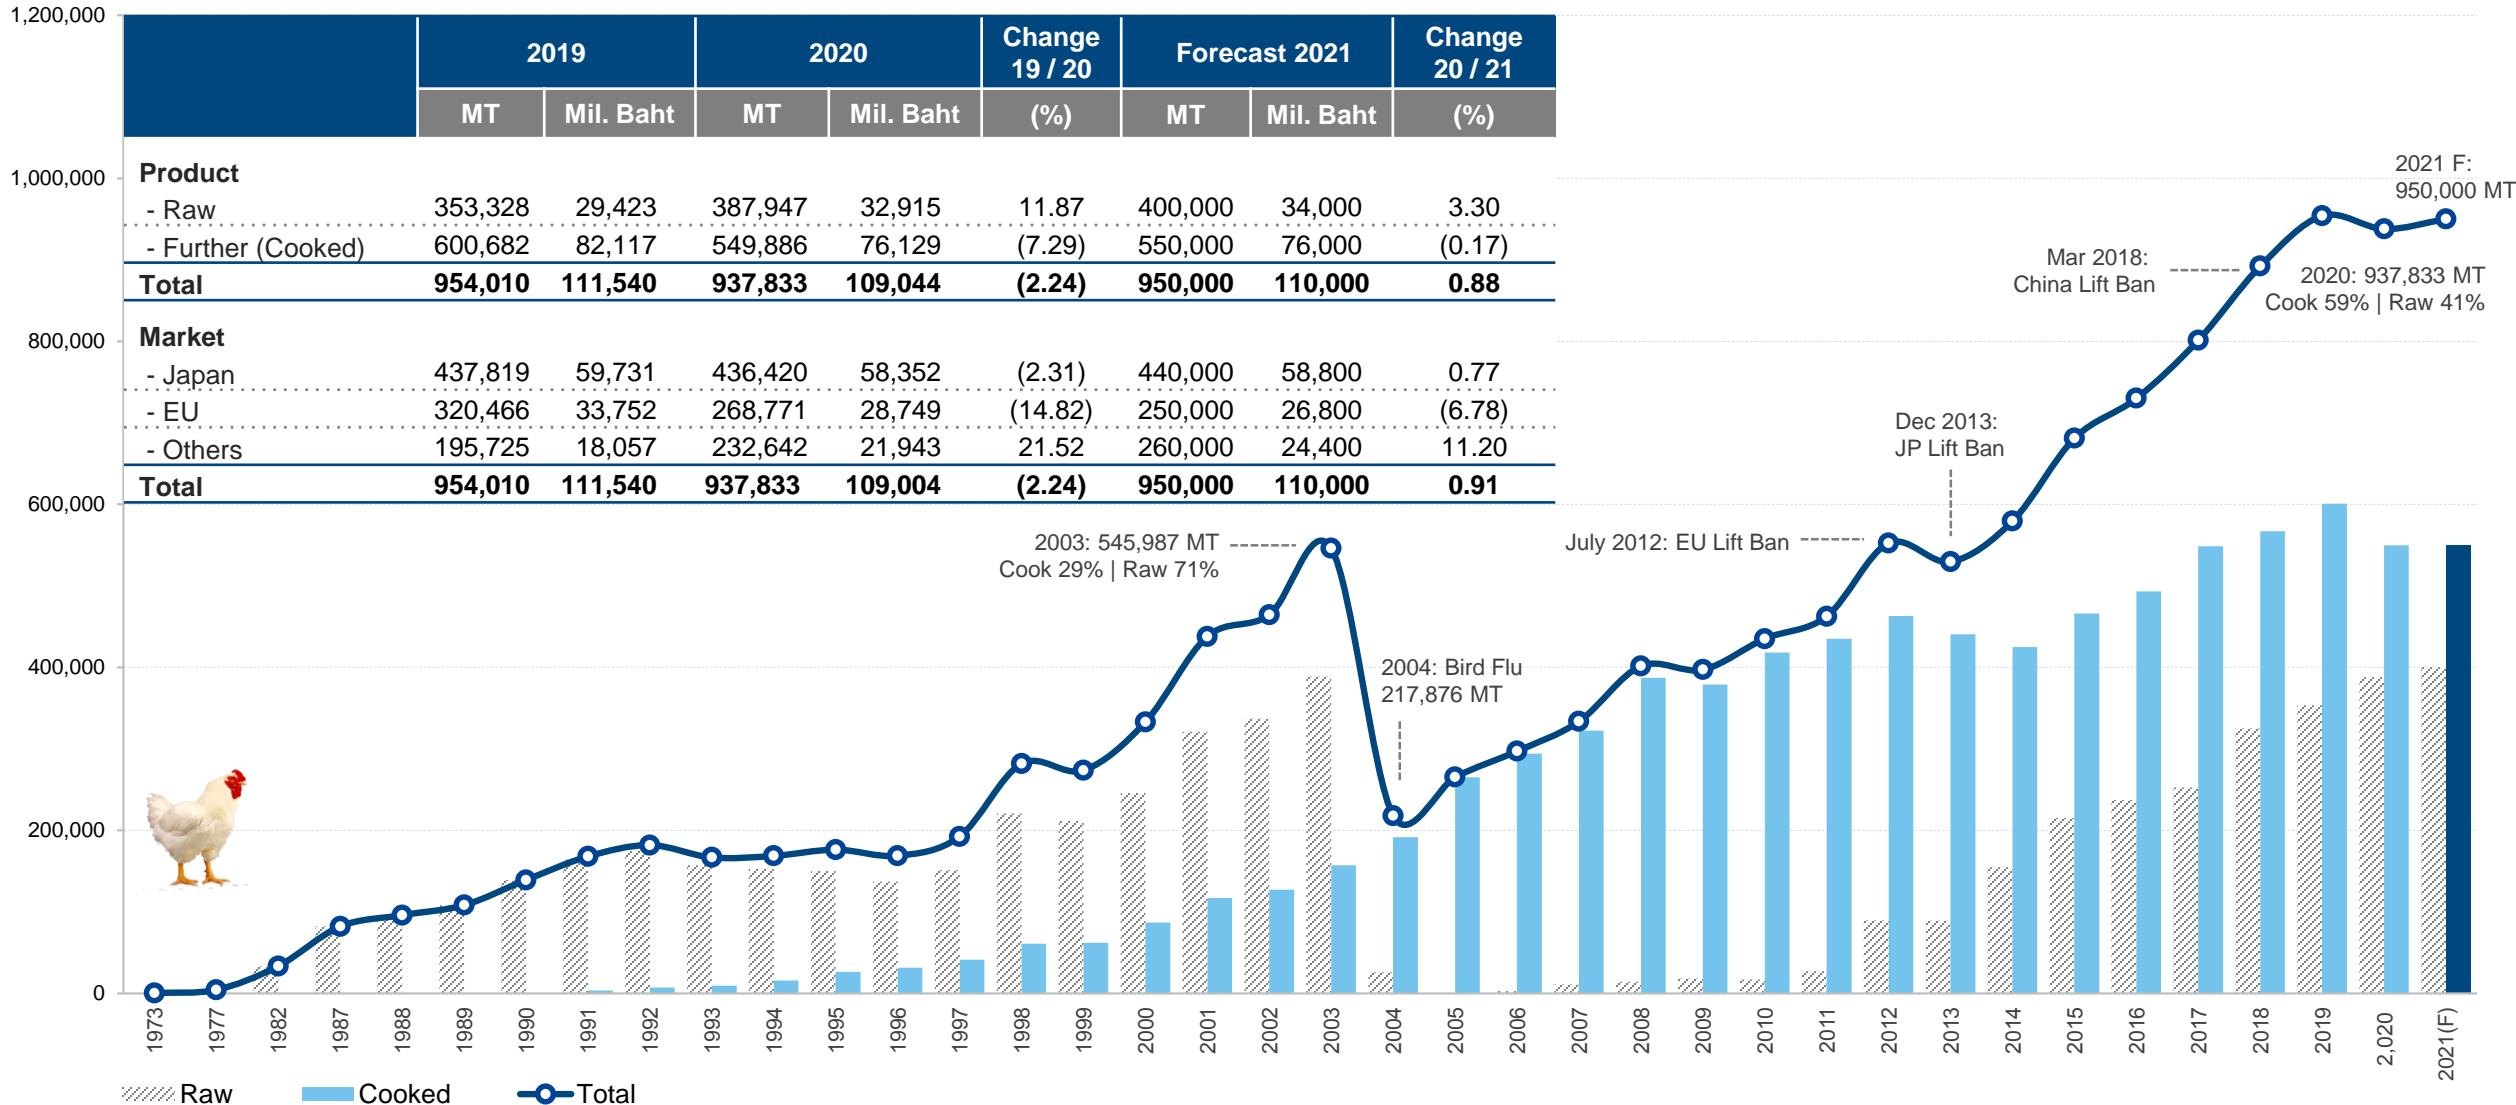 1,200,000
1,000,000
800,000
600,000
400,000
200,000
0
2019 2020 Change 19 / 20 Forecast 2021 Change 20 / 21
MT Mil. Baht MT Mil. Baht (%) MT Mil. Baht (%)
Product
- Raw 353,328 29,423 387,947 32,915 11.87 400,000 34,000 3.30
- Further (Cooked) 600,682 82,117 549,886 76,129 (7.29) 550,000 76,000 (0.17)
Total 954,010 111,540 937,833 109,044 (2.24) 950,000 110,000 0.88
Market
- Japan 437,819 59,731 436,420 58,352 (2.31) 440,000 58,800 0.77
- EU 320,466 33,752 268,771 28,749 (14.82) 250,000 26,800 (6.78)
- Others 195,725 18,057 232,642 21,943 21.52 260,000 24,400 11.20
Total 954,010 111,540 937,833 109,004 (2.24) 950,000 110,000 0.91
2003: 545,987 MT
Cook 29% | Raw 71%
2004: Bird Flu
217,876 MT
July 2012: EU Lift Ban
Dec 2013:
JP Lift Ban
Mar 2018:
China Lift Ban
2021 F:
950,000 MT
2020: 937,833 MT
Cook 59% | Raw 41%
1973
1977
1982
1987
1988
1989
1990
1991
1992
1993
1994
1995
1996
1997
1998
1999
2000
2001
2002
2003
2004
2005
2006
2007
2008
2009
2010
2011
2012
2013
2014
2015
2016
2017
2018
2019
2,020
2021(F)
Raw
Cooked
Total